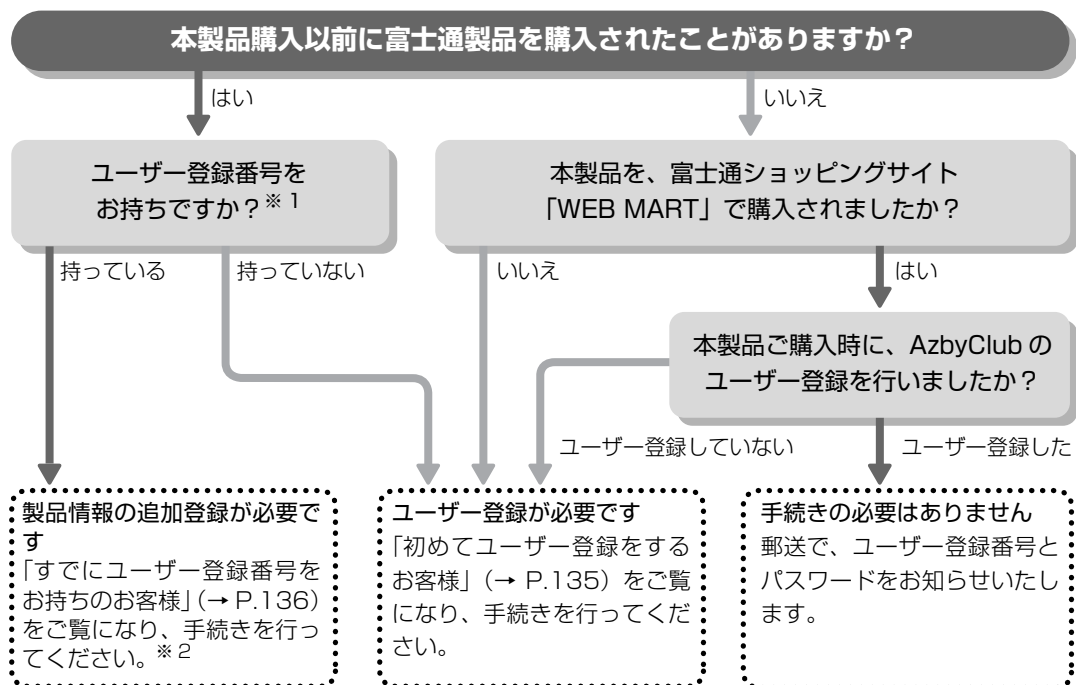 本製品購入以前に富士通製品を購入されたことがありますか？
はい
いいえ
ユーザー登録番号を
お持ちですか？※1
本製品を、富士通ショッピングサイト
「WEB MART」で購入されましたか？
持っている
持っていない
いいえ
はい
本製品ご購入時に、AzbyClub の
ユーザー登録を行いましたか？
ユーザー登録していない
ユーザー登録した
製品情報の追加登録が必要で
す
「すでにユーザー登録番号を
お持ちのお客様」（→ P.136）
をご覧になり、手続きを行っ
てください。※2
ユーザー登録が必要です
「初めてユーザー登録をする
お客様」（→ P.135）をご覧
になり、手続きを行ってくだ
さい。
手続きの必要はありません
郵送で、ユーザー登録番号と
パスワードをお知らせいたし
ます。